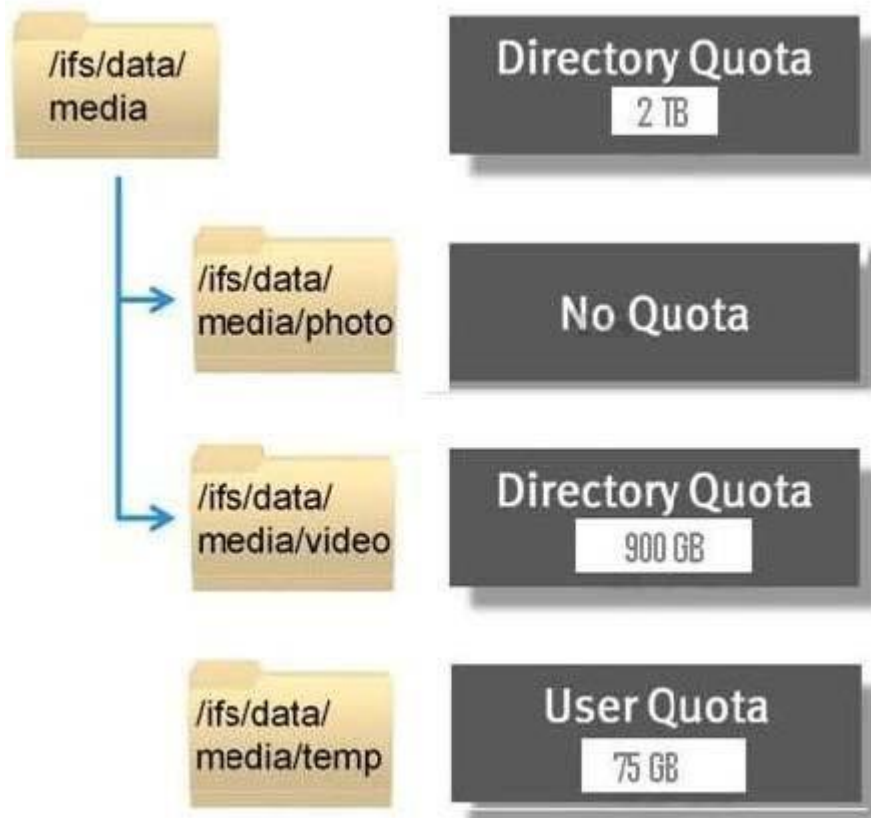 /ifs/data/
media
Directory Quota
2 TB
/ifs/data/
media/photo
No Quota
/ifs/data/
media/video
Directory Quota
900 GB
/ifs/data/
media/temp
User Quota
75 GB